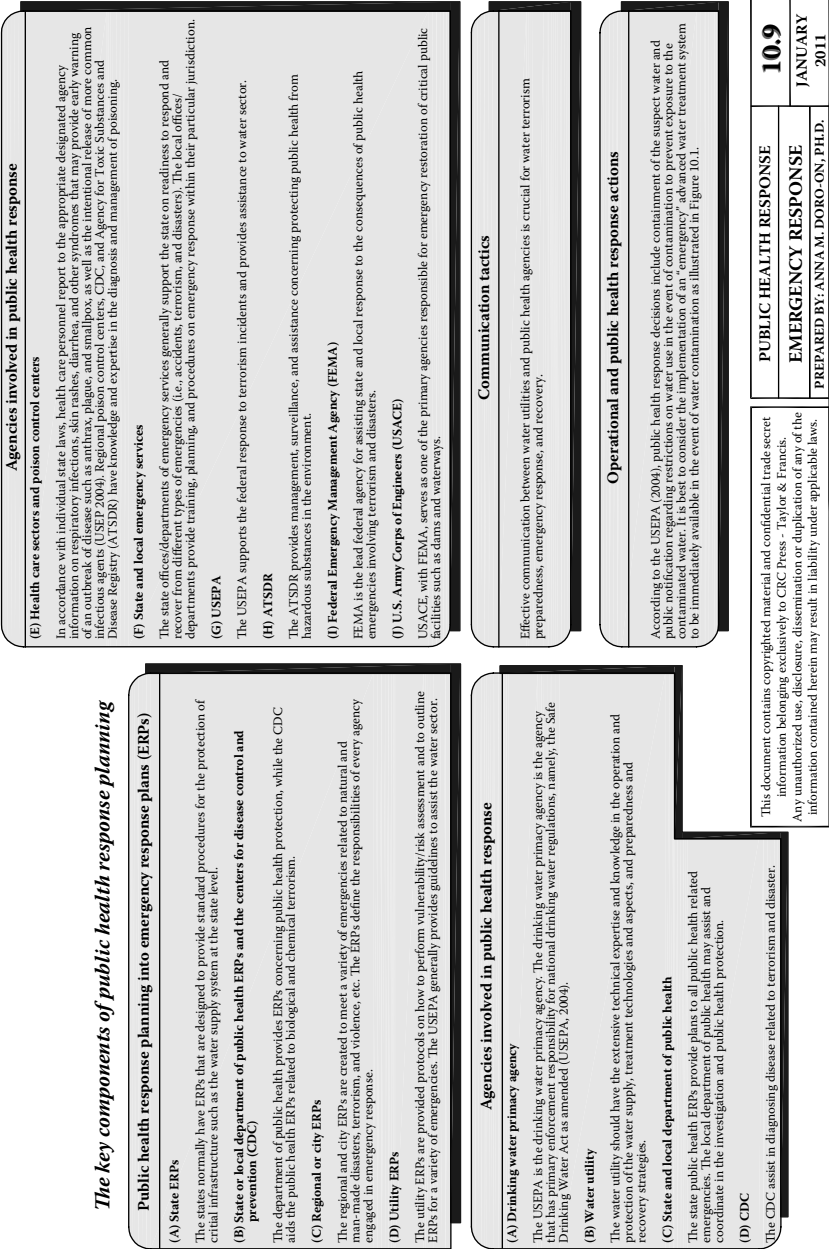 The key components of public health response planning
Public health response planning into emergency response plans (ERPs)
(A) State ERPs
The states normally have ERPs that are designed to provide standard procedures for the protection of
critial infrastructure such as the water supply system at the state level.
(B) State or local department of public health ERPs and the centers for disease control and
prevention (CDC)
The department of public health provides ERPs concerning public health protection, while the CDC
aids the public health ERPs related to biological and chemical terrorism.
(C) Regional or city ERPs
The regional and city ERPs are created to meet a variety of emergencies related to natural and
man-made disasters, terrorism, and violence, etc. The ERPs define the responsibilities of every agency
engaged in emergency response.
(D) Utility ERPs
The utility ERPs are provided protocols on how to perform vulnerability/risk assessment and to outline
ERPs for a variety of emergencies. The USEPA generally provides guidelines to assist the water sector.
Agencies involved in public health response
(A) Drinking water primacy agency
The USEPA is the drinking water primacy agency. The drinking water primacy agency is the agency
that has primary enforcement responsibility for national drinking water regulations, namely, the Safe
Drinking Water Act as amended (USEPA, 2004).
(B) Water utility
The water utility should have the extensive technical expertise and knowledge in the operation and
protection of the water supply, treatment technologies and aspects, and preparedness and
recovery strategies.
(C) State and local department of public health
The state public health ERPs provide plans to all public health related
emergencies. The local department of public health may assist and
coordinate in the investigation and public health protection.
(D) CDC
The CDC assist in diagnosing disease related to terrorism and disaster.
Agencies involved in public health response
(E) Health care sectors and poison control centers
In accordance with individual state laws, health care personnel report to the appropriate designated agency
information on respiratory infections, skin rashes, diarrhea, and other syndromes that may provide early warning
of an outbreak of disease such as anthrax, plague, and smallpox, as well as the intentional release of more common
infectious agents (USEP 2004). Regional poison control centers, CDC, and Agency for Toxic Substances and
Disease Registry (ATSDR) have knowledge and expertise in the diagnosis and management of poisoning.
(F) State and local emergency services
The state offices/departments of emergency services generally support the state on readiness to respond and
recover from different types of emergencies (i.e., accidents, terrorism, and disasters). The local offices/
departments provide training, planning, and procedures on emergency response within their particular jurisdiction.
(G) USEPA
The USEPA supports the federal response to terrorism incidents and provides assistance to water sector.
(H) ATSDR
The ATSDR provides management, surveillance, and assistance concerning protecting public health from
hazardous substances in the environment.
(I) Federal Emergency Management Agency (FEMA)
FEMA is the lead federal agency for assisting state and local response to the consequences of public health
emergencies involving terrorism and disasters.
(J) U.S. Army Corps of Engineers (USACE)
USACE, with FEMA, serves as one of the primary agencies responsible for emergency restoration of critical public
facilities such as dams and waterways.
Communication tactics
Effective communication between water utilities and public health agencies is crucial for water terrorism
preparedness, emergency response, and recovery.
Operational and public health response actions
According to the USEPA (2004), public health response decisions include containment of the suspect water and
public notification regarding restrictions on water use in the event of contamination to prevent exposure to the
contaminated water. It is best to consider the implementation of an "emergency" advanced water treatment system
to be immediately available in the event of water contamination as illustrated in Figure 10.1.
This document contains copyrighted material and confidential trade secret
information belonging exclusively to CRC Press - Taylor & Francis.
Any unauthorized use, disclosure, dissemination or duplication of any of the
information contained herein may result in liability under applicable laws.
PUBLIC HEALTH RESPONSE
EMERGENCY RESPONSE
PREPARED BY: ANNA M. DORO-ON, PH.D.
10.9
JANUARY
2011